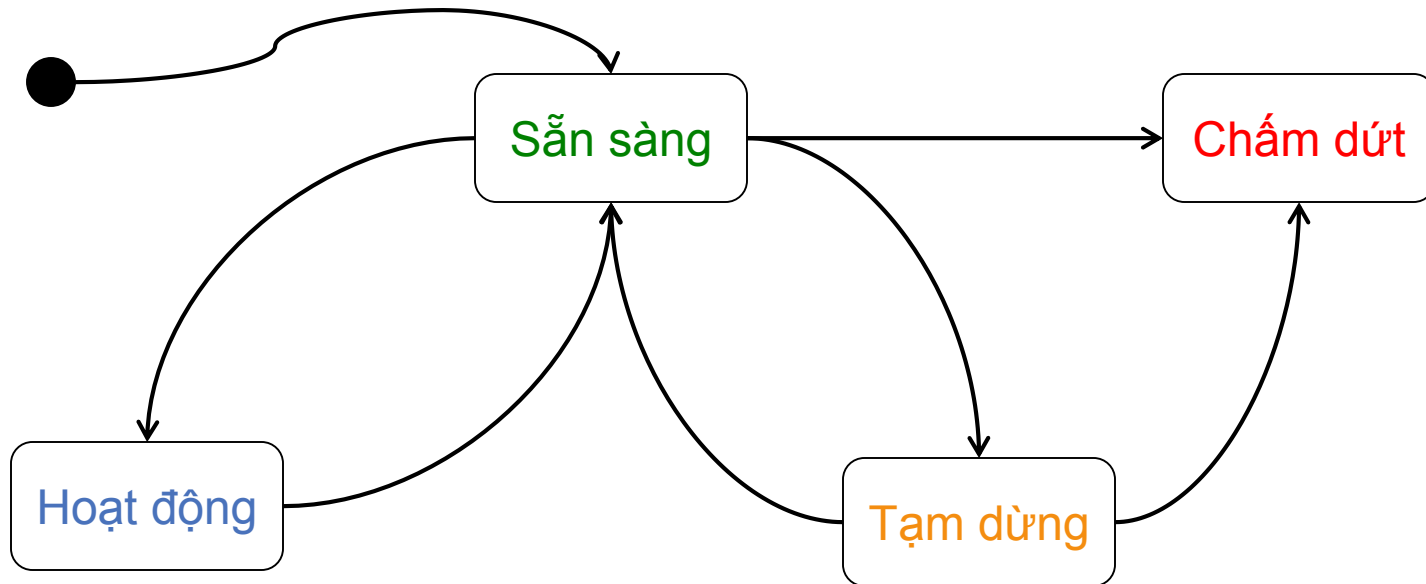 Sẵn sàng
Chấm dứt
Hoạt động
Tạm dừng